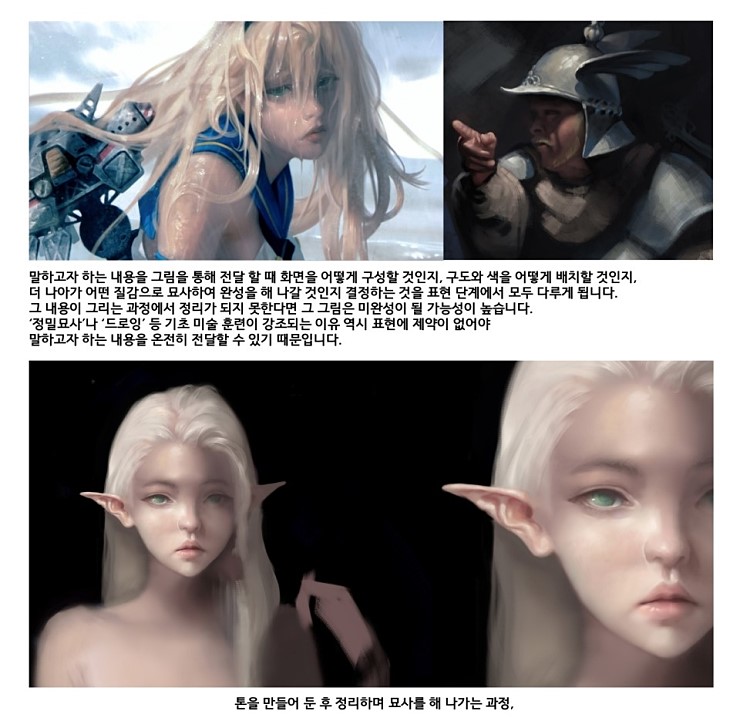 말하고자 하는 내용을 그림을 통해 전달 할 때 화면을 어떻게 구성할 것인지, 구도와 색을 어떻게 배치할 것인지,
더 나아가 어떤 질감으로 묘사하여 완성을 해 나갈 것인지 결정하는 것을 표현 단계에서 모두 다루게 됩니다.
그 내용이 그리는 과정에서 정리가 되지 못한다면 그 그림은 미완성이 될 가능성이 높습니다.
‘정밀묘사’나 ‘드로잉’ 등 기초 미술 훈련이 강조되는 이유 역시 표현에 제약이 없어야
말하고자 하는 내용을 온전히 전달할 수 있기 때문입니다.
톤을 만들어 둔 후 정리하며 묘사를 해 나가는 과정,